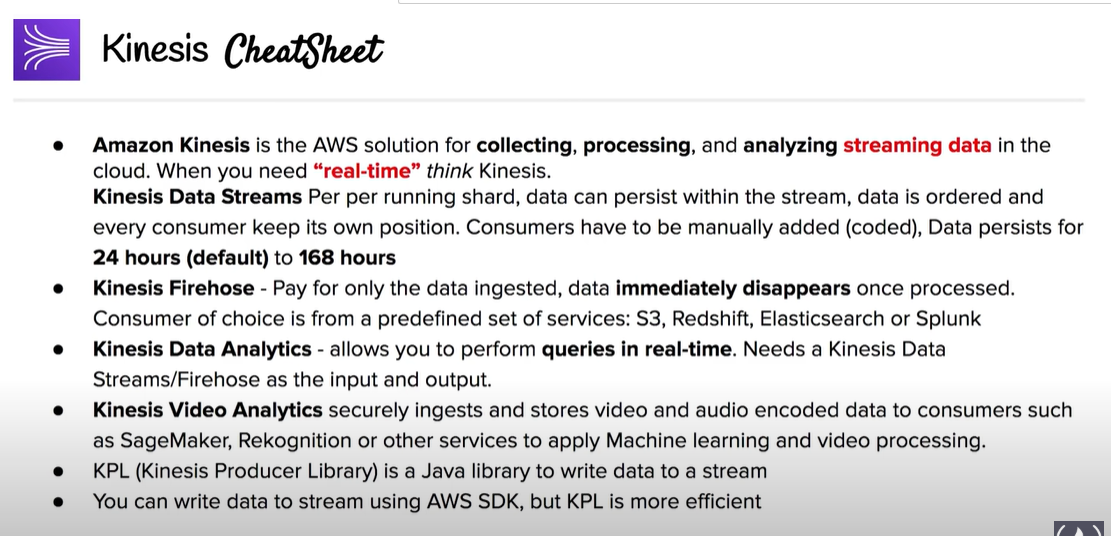 Kinesis CheatSheet
● Amazon Kinesis is the AWS solution for collecting, processing, and analyzing streaming data in the
cloud. When you need “real-time” think Kinesis.
Kinesis Data Streams Per per running shard, data can persist within the stream, data is ordered and
every consumer keep its own position. Consumers have to be manually added (coded), Data persists for
24 hours (default) to 168 hours
● Kinesis Firehose - Pay for only the data ingested, data immediately disappears once processed.
Consumer of choice is from a predefined set of services: S3, Redshift, Elasticsearch or Splunk
● Kinesis Data Analytics - allows you to perform queries in real-time. Needs a Kinesis Data
Streams/Firehose as the input and output.
● Kinesis Video Analytics securely ingests and stores video and audio encoded data to consumers such
as SageMaker, Rekognition or other services to apply Machine learning and video processing.
● KPL (Kinesis Producer Library) is a Java library to write data to a stream
● You can write data to stream using AWS SDK, but KPL is more efficient